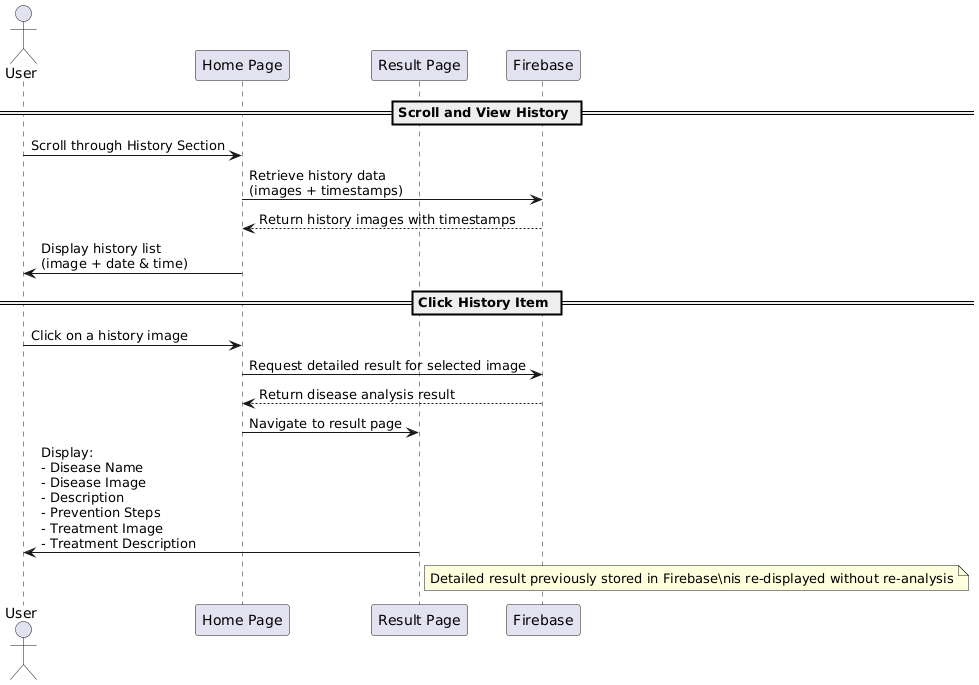 User
Home Page
Result Page
Firebase
Scroll and View History
Scroll through History Section
Retrieve history data
(images + timestamps)
Return history images with timestamps
Display history list
(image + date & time)
Click History Item
Click on a history image
Request detailed result for selected image
Return disease analysis result
Navigate to result page
Display:
- Disease Name
- Disease Image
- Description
- Prevention Steps
- Treatment Image
- Treatment Description
Detailed result previously stored in Firebase\nis re-displayed without re-analysis
User
Home Page
Result Page
Firebase